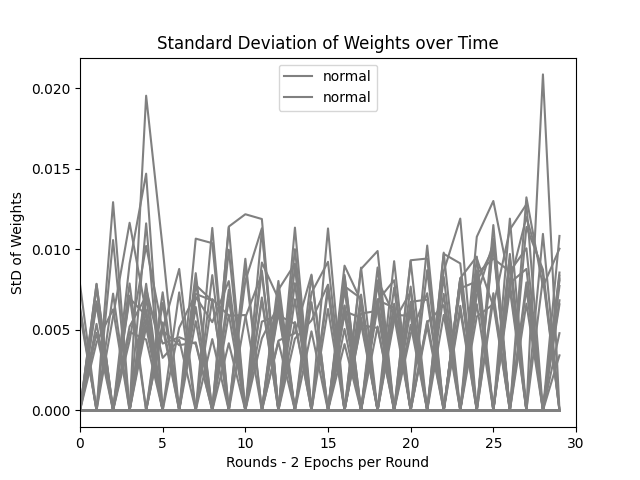 Standard Deviation of Weights over Time
normal
normal
StD of Weights
0.020
0.015
0.010
0.005
0.000
0 5 10 15 20 25 30
Rounds - 2 Epochs per Round